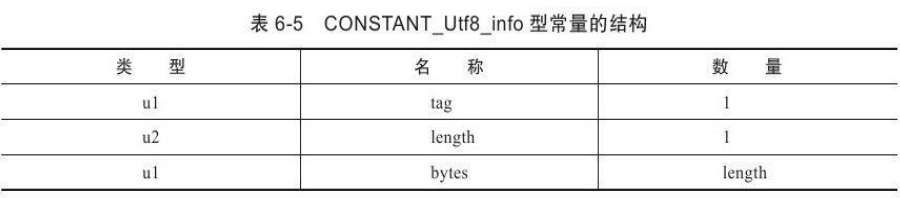 表 6-5 CONSTANT_Utf8_info 型常量的结构
类 型 名 称 数 量
u1 tag 1
u2 length 1
u1 bytes length